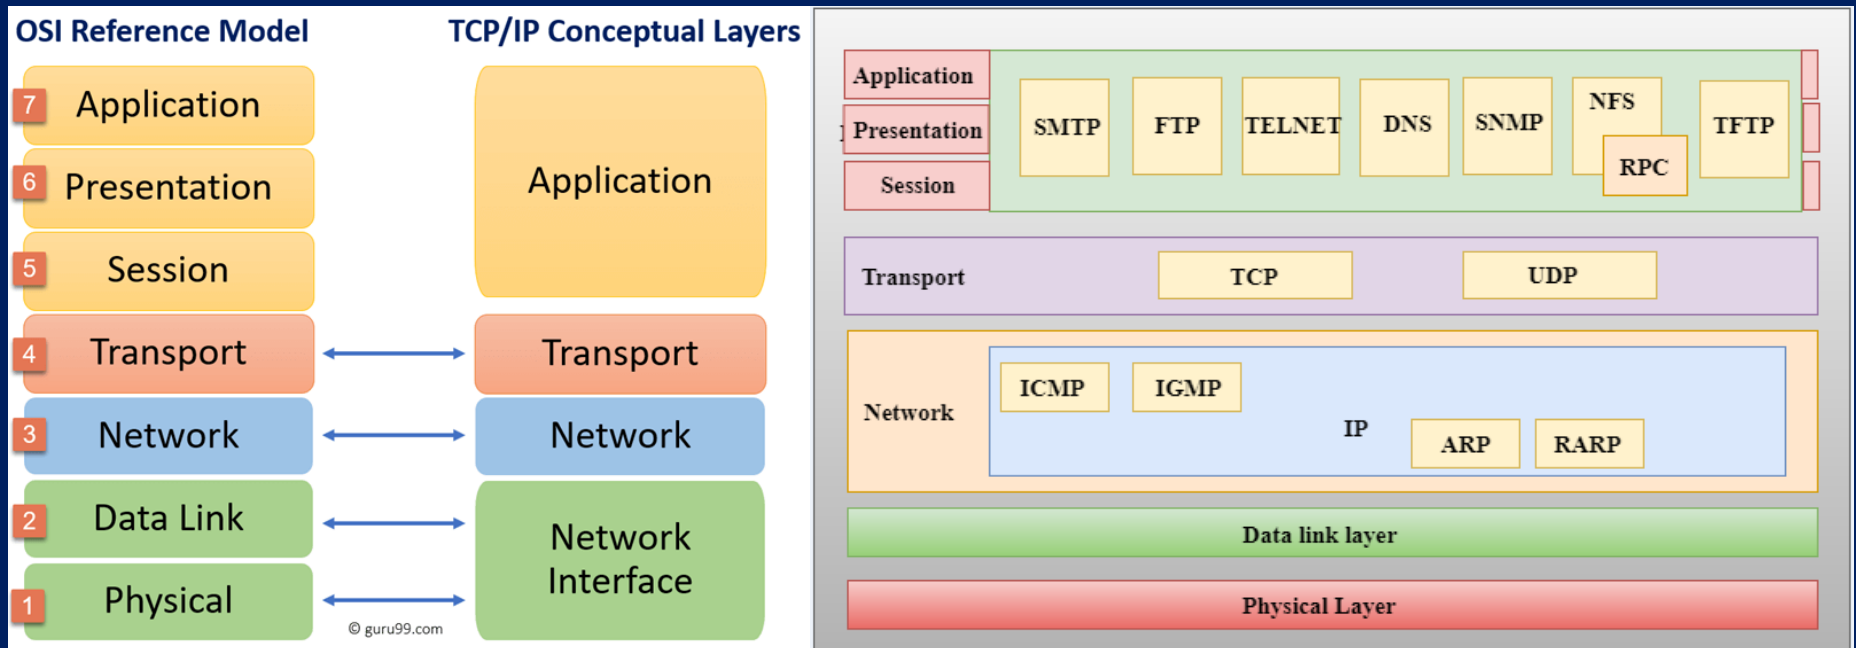 OSI Reference Model
TCP/IP Conceptual Layers
7 Application
6 Presentation
5 Session
4 Transport
3 Network
2 Data Link
1 Physical
Application
Transport
Network
Network
Interface
© guru99.com
Application
Presentation
Session
SMTP
FTP
TELNET
DNS
SNMP
NFS
RPC
TFTP
Transport
TCP
UDP
Network
ICMP
IGMP
IP
ARP
RARP
Data link layer
Physical Layer